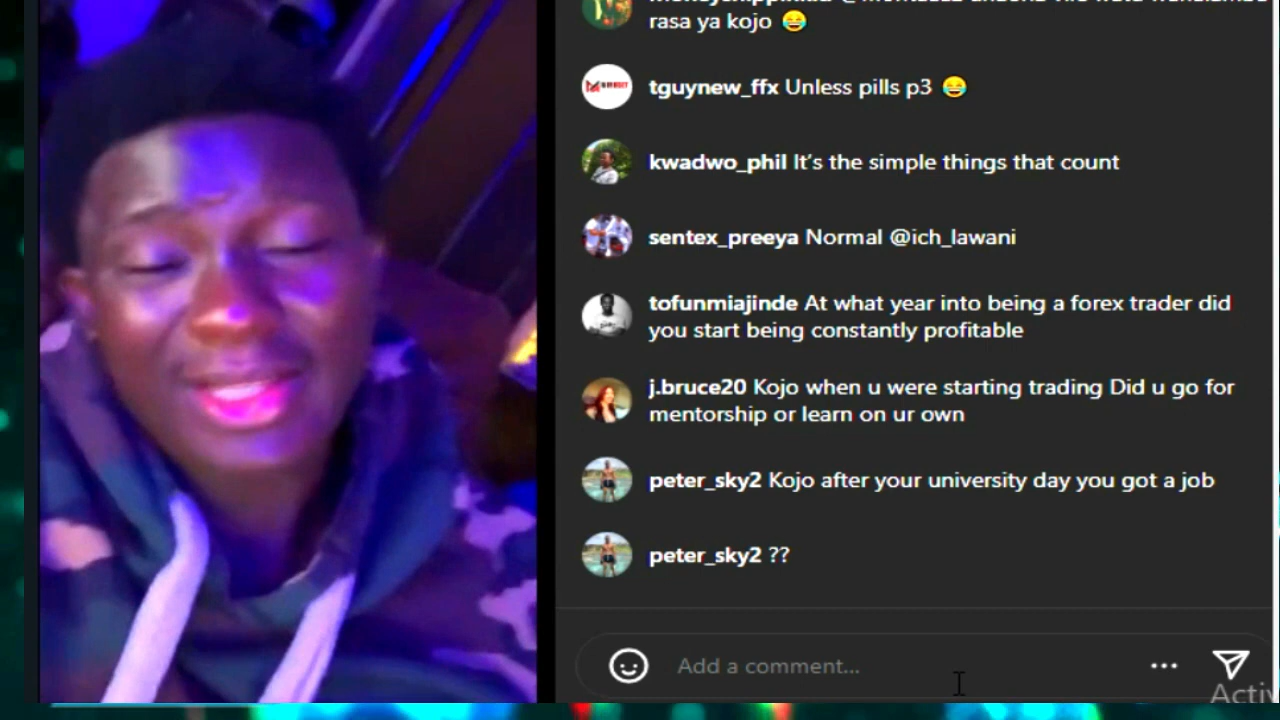 rasa ya kojo 😂
tguynew_ffx Unless pills p3 😂
kwadwo_phil It's the simple things that count
sentex_preeya Normal @ich_lawani
tofunmiajinde At what year into being a forex trader did
you start being constantly profitable
j.bruce20 Kojo when u were starting trading Did u go for
mentorship or learn on ur own
peter_sky2 Kojo after your university day you got a job
peter_sky2 ??
Add a comment...
Activ